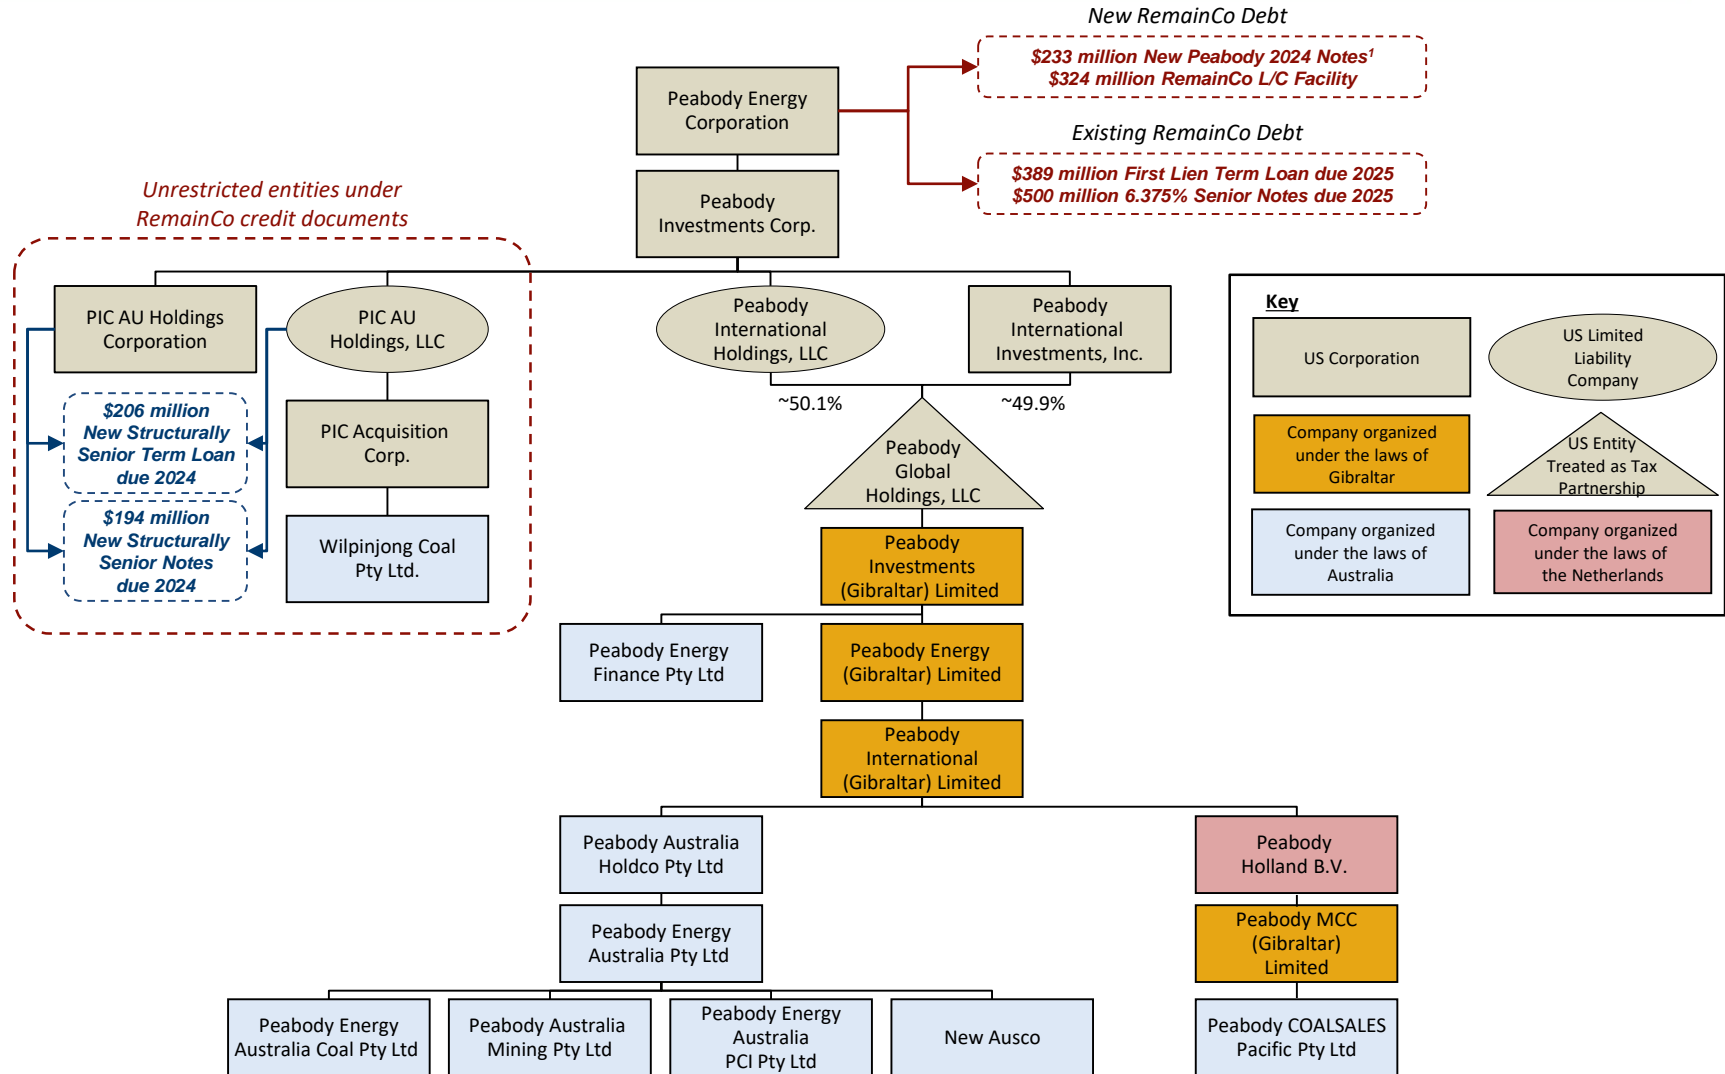 New RemainCo Debt
$233 million New Peabody 2024 Notes¹
$324 million RemainCo L/C Facility
Existing RemainCo Debt
$389 million First Lien Term Loan due 2025
$500 million 6.375% Senior Notes due 2025
Peabody Energy
Corporation
Peabody
Investments Corp.
Unrestricted entities under
RemainCo credit documents
PIC AU Holdings
Corporation
PIC AU
Holdings, LLC
Peabody
International
Holdings, LLC
Peabody
International
Investments, Inc.
~50.1%
~49.9%
$206 million
New Structurally
Senior Term Loan
due 2024
PIC Acquisition
Corp.
$194 million
New Structurally
Senior Notes
due 2024
Wilpinjong Coal
Pty Ltd.
Peabody
Global
Holdings, LLC
Peabody
Investments
(Gibraltar) Limited
Peabody Energy
Finance Pty Ltd
Peabody Energy
(Gibraltar) Limited
Peabody
International
(Gibraltar) Limited
Peabody Australia
Holdco Pty Ltd
Peabody
Holland B.V.
Peabody Energy
Australia Pty Ltd
Peabody MCC
(Gibraltar)
Limited
Peabody Energy
Australia Coal Pty Ltd
Peabody Australia
Mining Pty Ltd
Peabody Energy
Australia
PCI Pty Ltd
New Ausco
Peabody COALSALES
Pacific Pty Ltd
Key
US Corporation
US Limited
Liability
Company
Company organized
under the laws of
Gibraltar
US Entity
Treated as Tax
Partnership
Company organized
under the laws of
Australia
Company organized
under the laws of
the Netherlands